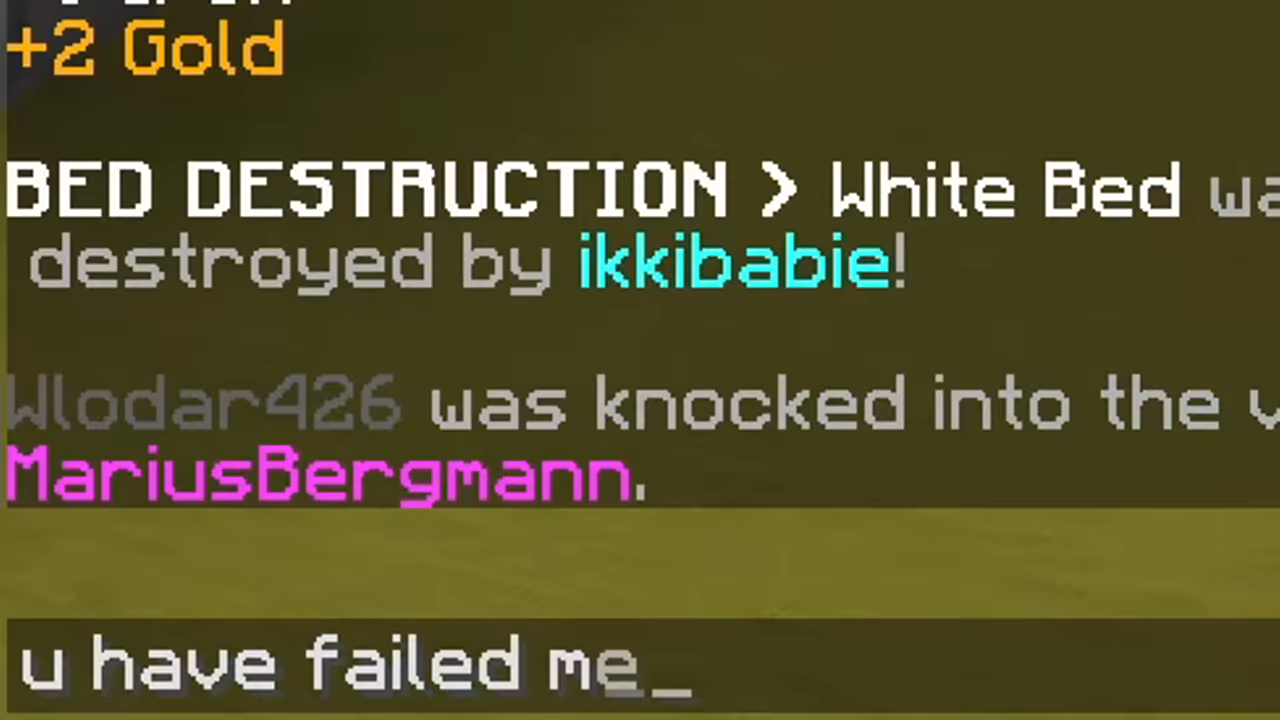 +2 Gold
BED DESTRUCTION > White Bed
destroyed by ikkibabie!
Wlodar426 was knocked into the
MariusBergmann.
u have failed me_